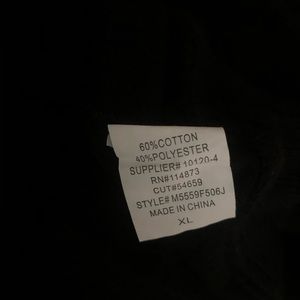 60%COTTON
40%POLYESTER
SUPPLIER# 10120-4
RN#114873
CUT#54659
STYLE# M5559F506J
MADE IN CHINA
XL